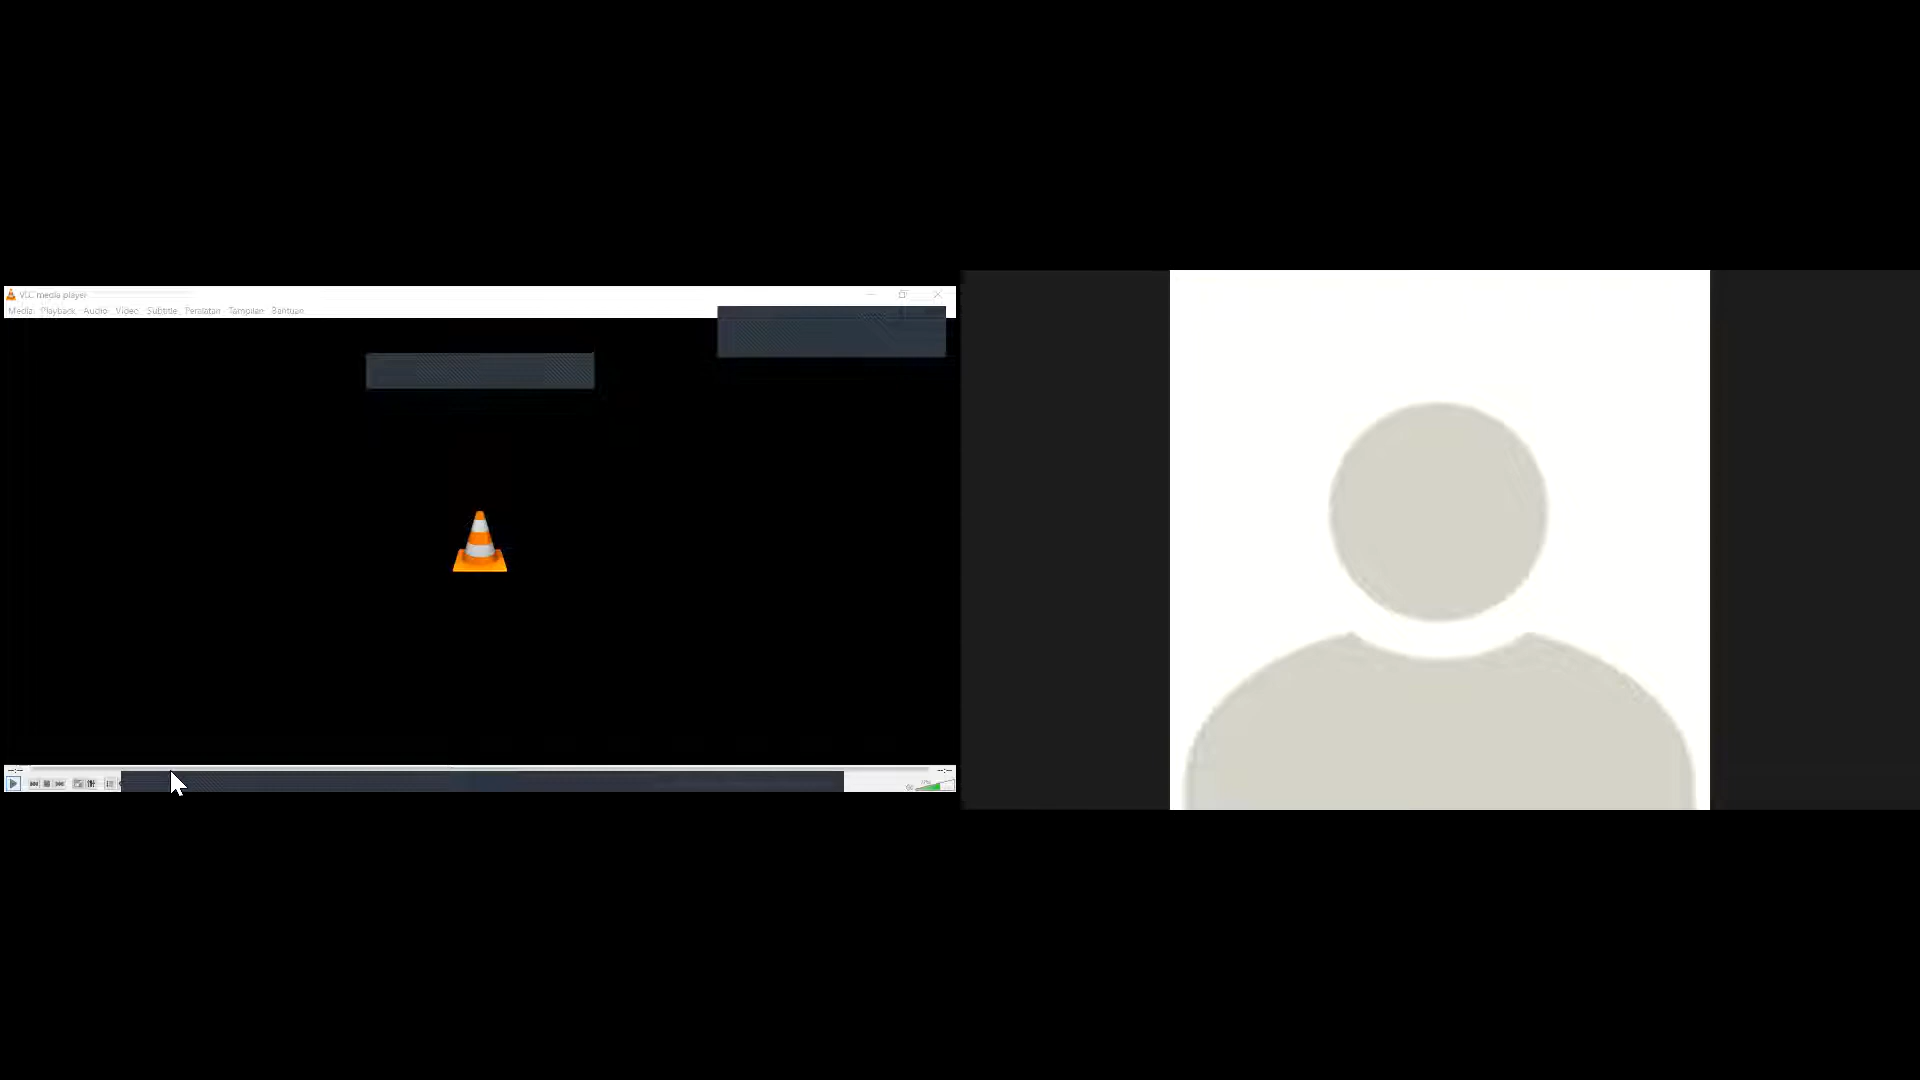 VLC media player
Media Playback Audio Video Subtitle Peralatan Tampilan Bantuan
--:-- --:--